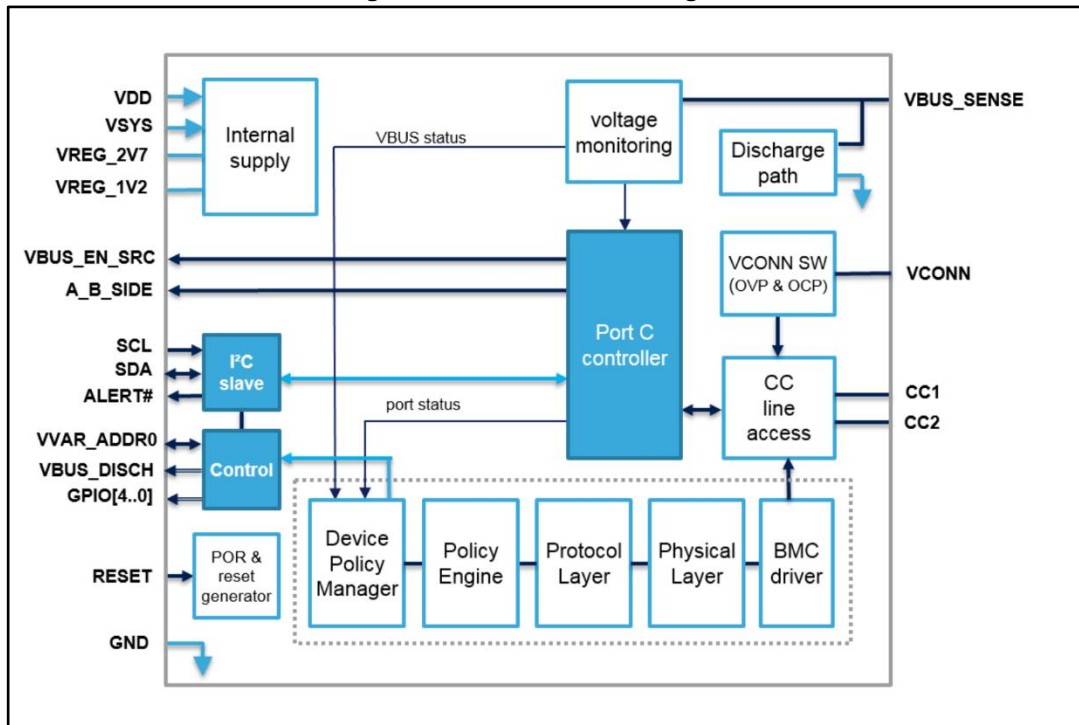 VDD
VSYS
VREG_2V7
VREG_1V2
Internal
supply
VBUS status
voltage
monitoring
VBUS_SENSE
Discharge
path
VBUS_EN_SRC
A_B_SIDE
Port C
controller
VCONN SW
(OVP & OCP)
VCONN
SCL
SDA
ALERT#
I²C
slave
port status
CC
line
access
CC1
CC2
VVAR_ADDR0
VBUS_DISCH
GPIO[4..0]
Control
Device
Policy
Manager
Policy
Engine
Protocol
Layer
Physical
Layer
BMC
driver
RESET
POR &
reset
generator
GND